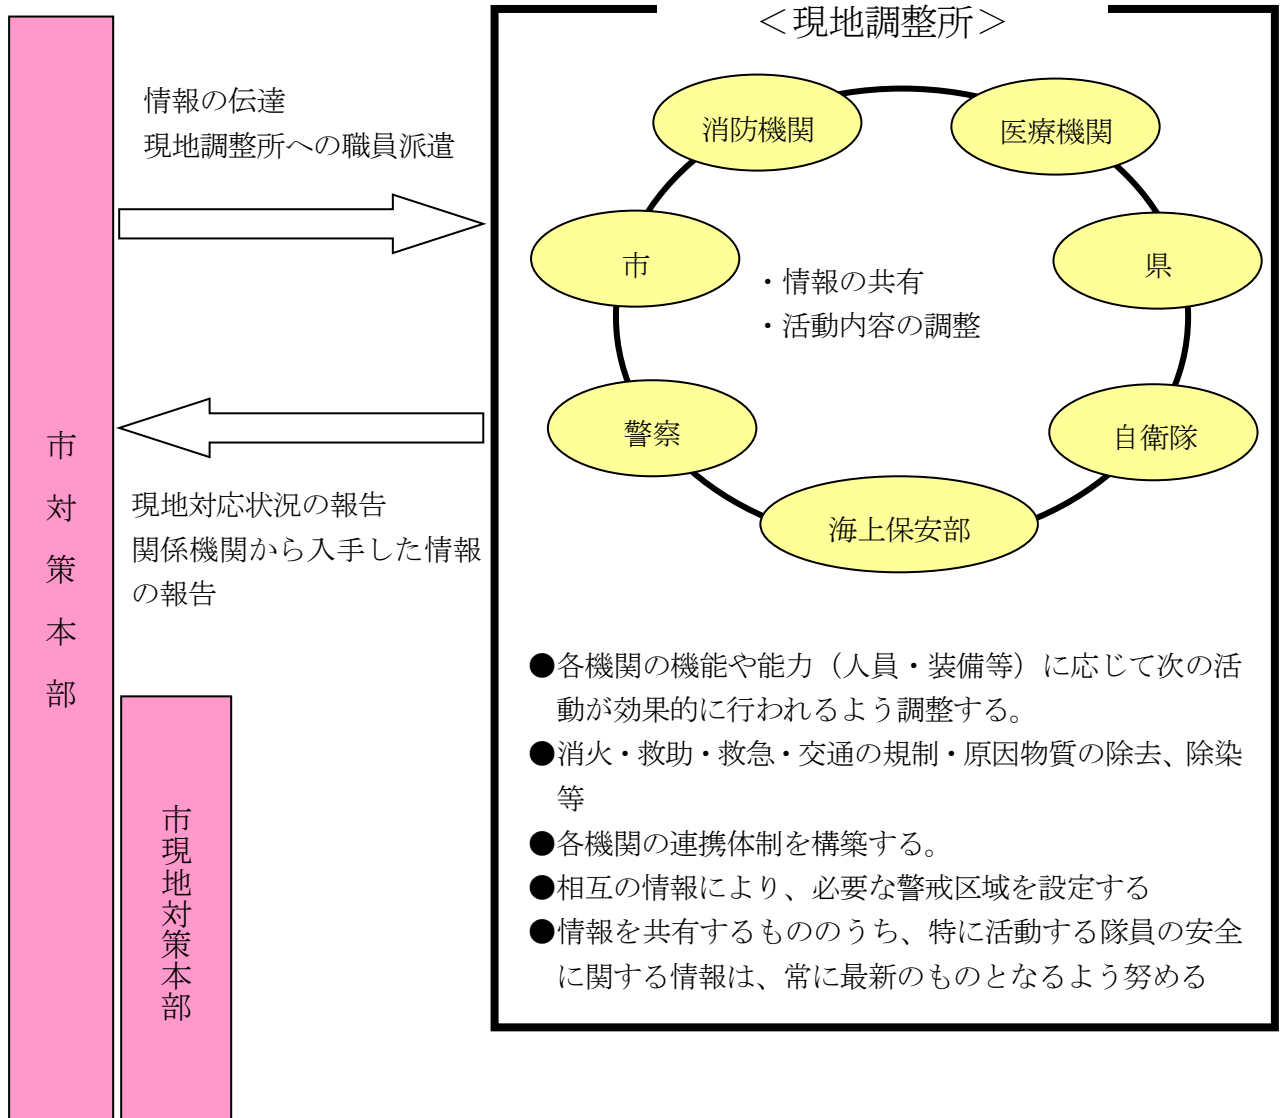 ＜現地調整所＞
情報の伝達
現地調整所への職員派遣
消防機関
医療機関
市
県
・情報の共有
・活動内容の調整
警察
自衛隊
海上保安部
市対策本部
現地対応状況の報告
関係機関から入手した情報
の報告
市現地対策本部
●各機関の機能や能力（人員・装備等）に応じて次の活
動が効果的に行われるよう調整する。
●消火・救助・救急・交通の規制・原因物質の除去、除染
等
●各機関の連携体制を構築する。
●相互の情報により、必要な警戒区域を設定する
●情報を共有するもののうち、特に活動する隊員の安全
に関する情報は、常に最新のものとなるよう努める